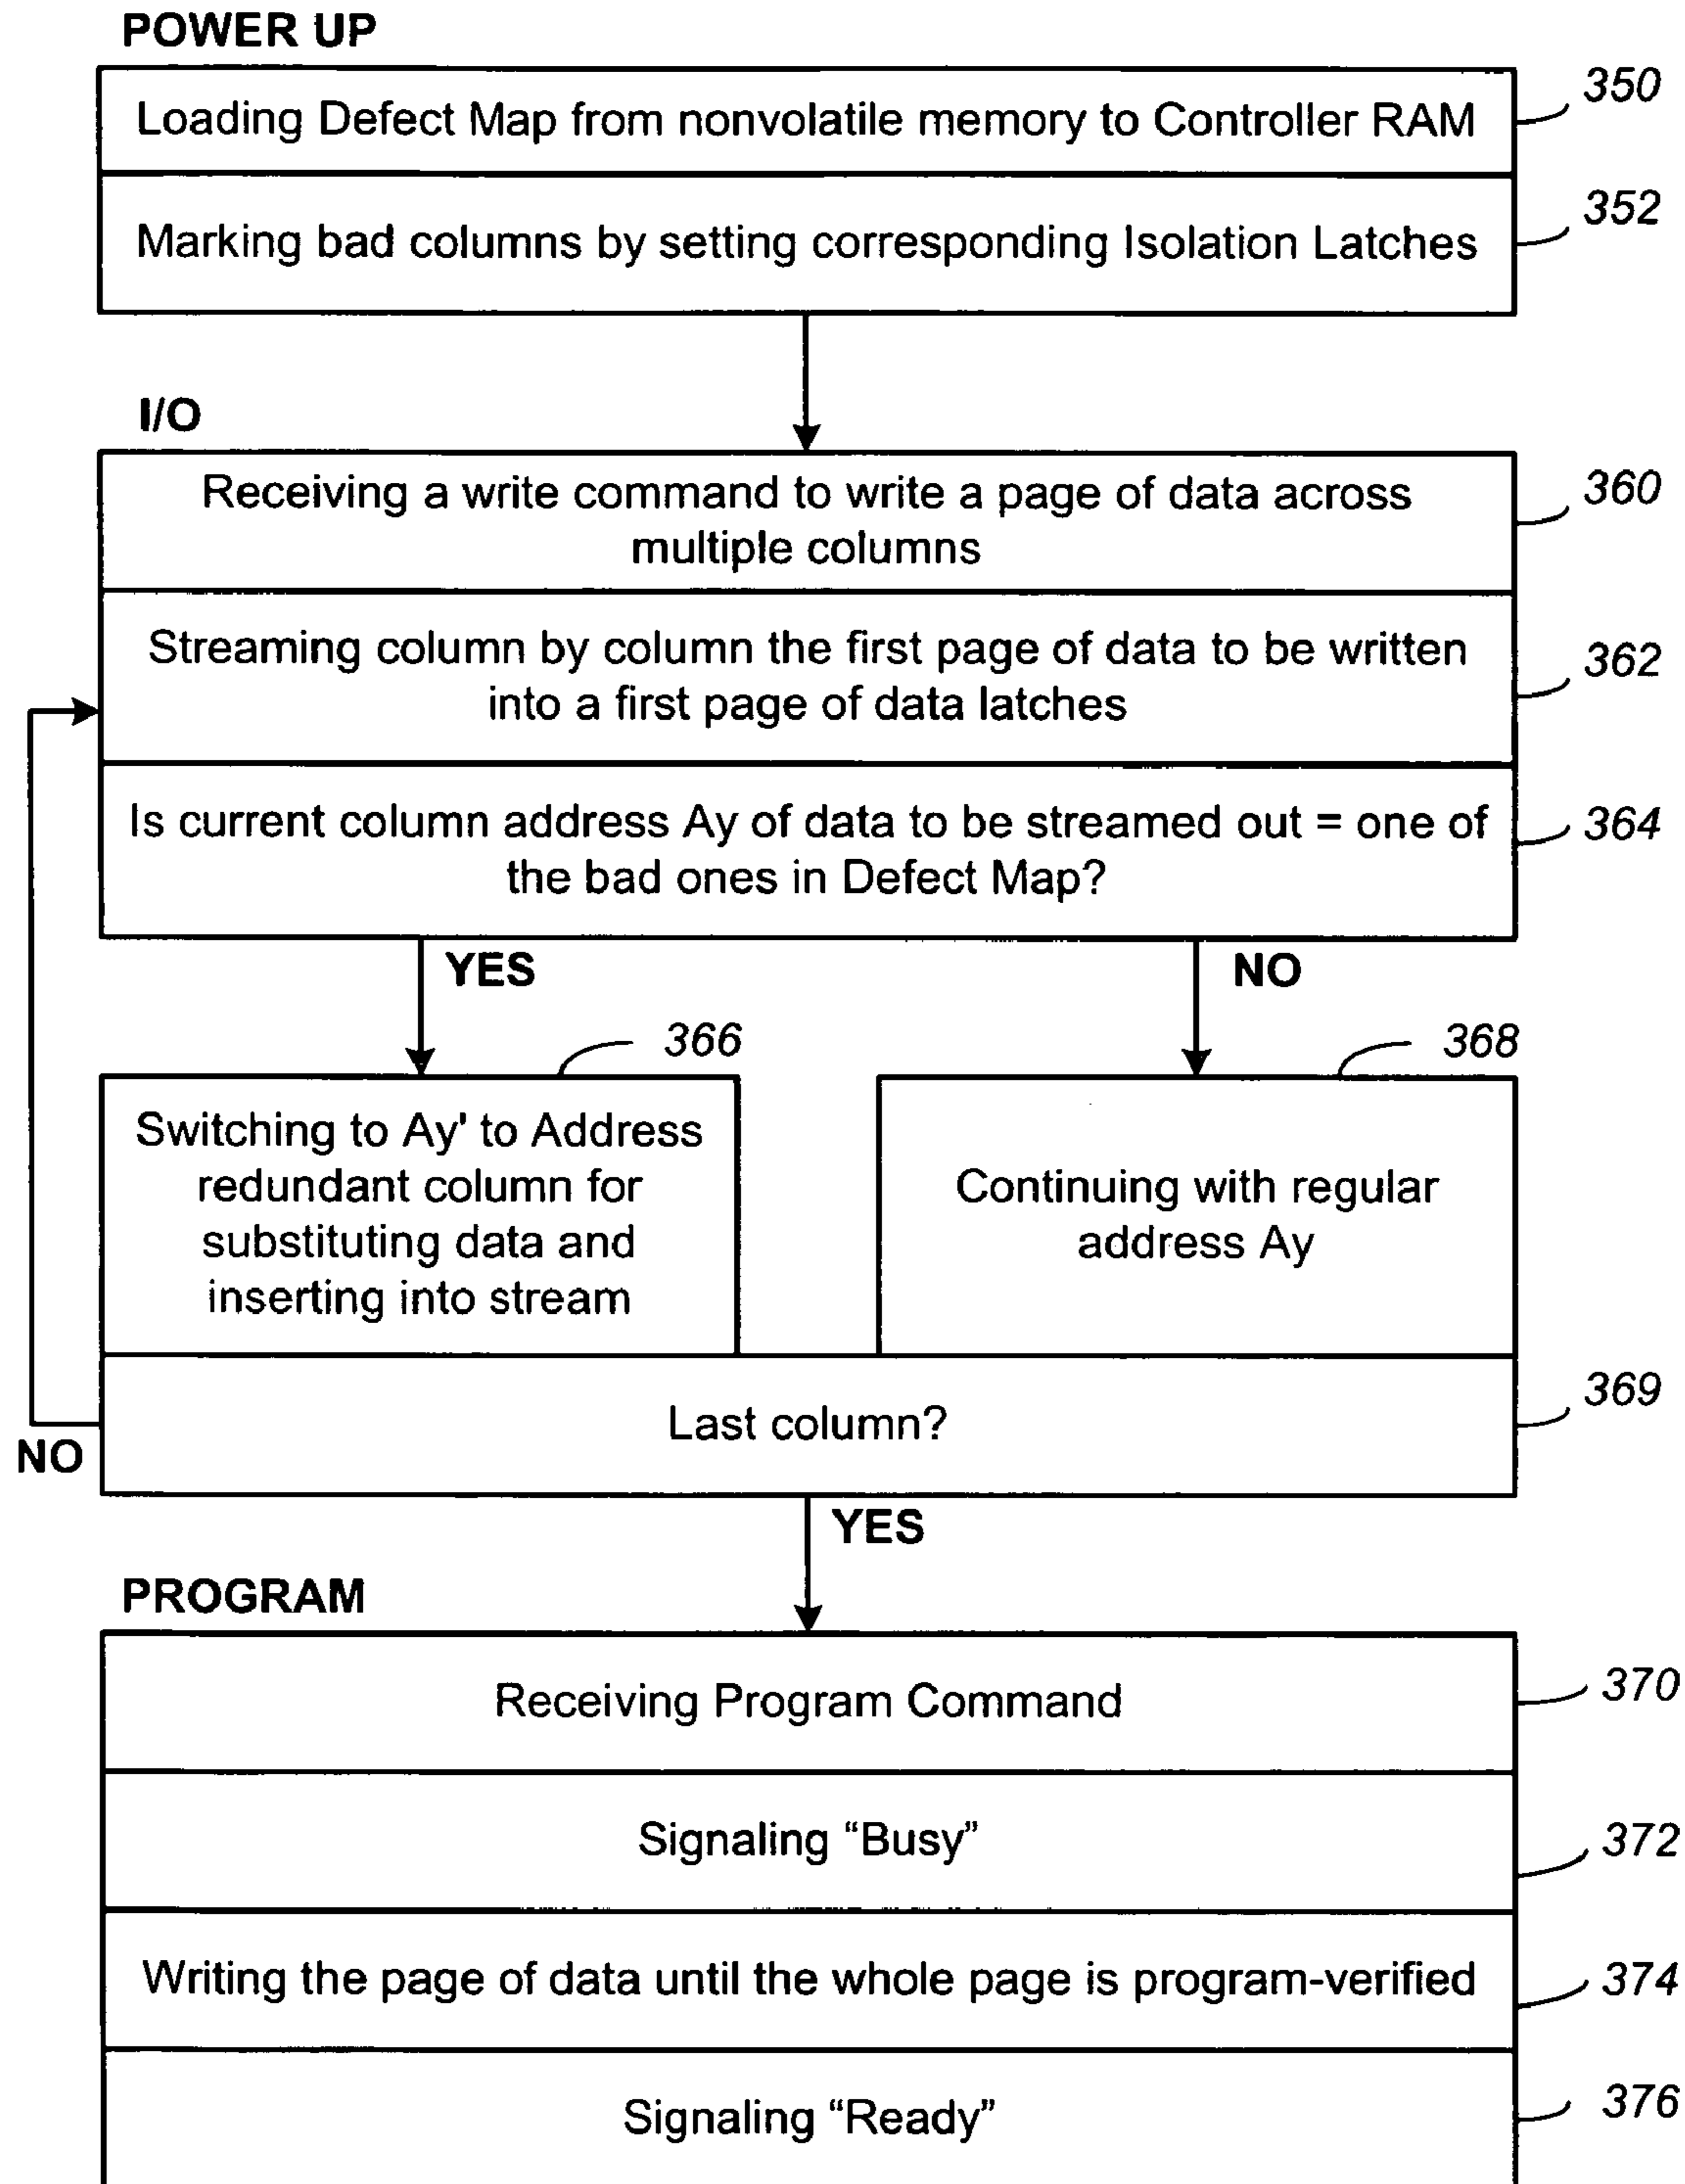 POWER UP
Loading Defect Map from nonvolatile memory to Controller RAM
350
Marking bad columns by setting corresponding Isolation Latches
352
I/O
Receiving a write command to write a page of data across
multiple columns
360
Streaming column by column the first page of data to be written
into a first page of data latches
362
Is current column address Ay of data to be streamed out = one of
the bad ones in Defect Map?
364
YES
NO
366
368
Switching to Ay' to Address
redundant column for
substituting data and
inserting into stream
Continuing with regular
address Ay
Last column?
369
NO
YES
PROGRAM
Receiving Program Command
370
Signaling “Busy”
372
Writing the page of data until the whole page is program-verified
374
Signaling “Ready”
376